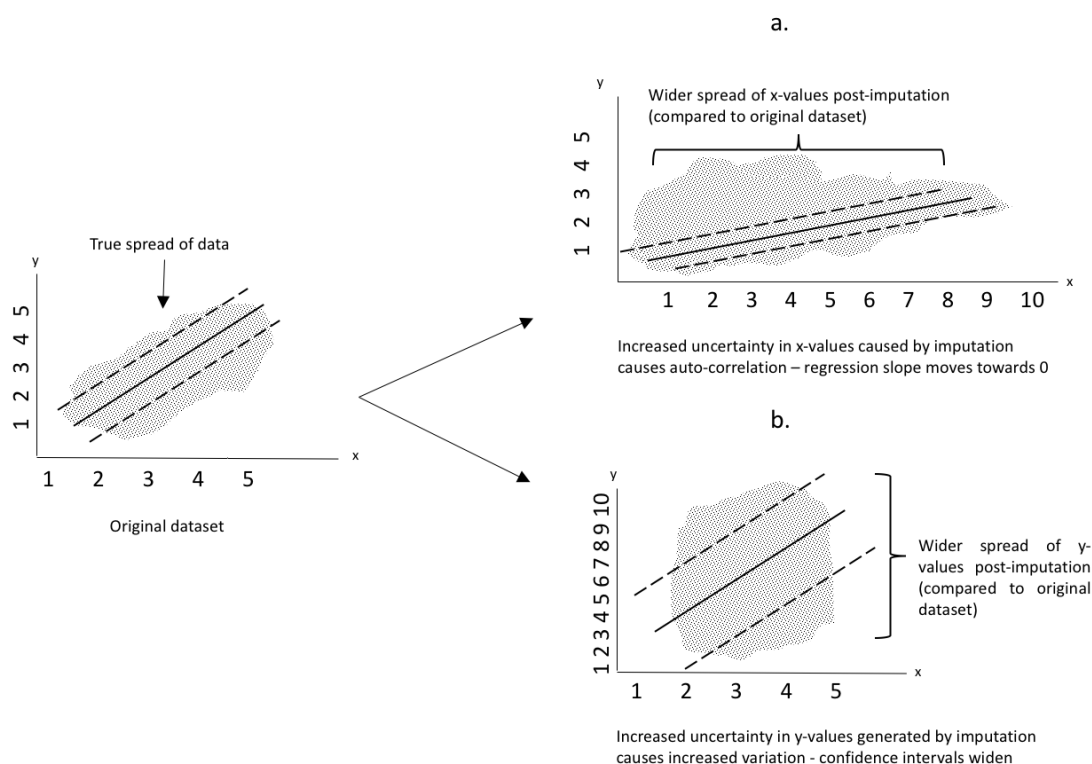 a.
y
Wider spread of x-values post-imputation
(compared to original dataset)
1 2 3 4 5
x
1 2 3 4 5 6 7 8 9 10
Increased uncertainty in x-values caused by imputation
causes auto-correlation – regression slope moves towards 0
True spread of data
y
1 2 3 4 5
x
1 2 3 4 5
Original dataset
b.
y
1 2 3 4 5 6 7 8 9 10
Wider spread of y-
values post-imputation
(compared to original
dataset)
x
1 2 3 4 5
Increased uncertainty in y-values generated by imputation
causes increased variation - confidence intervals widen